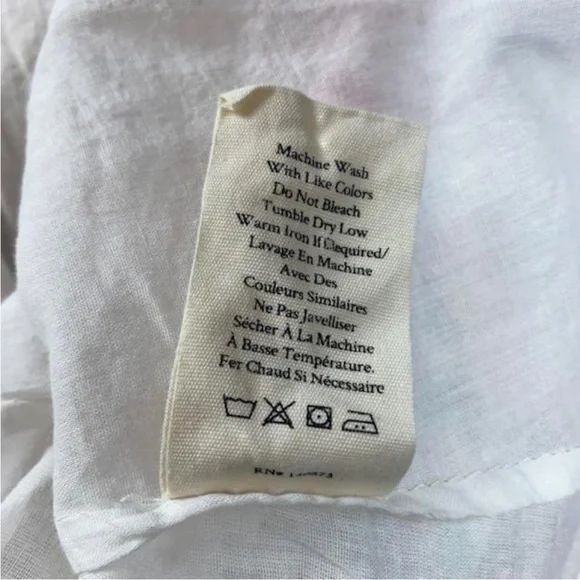 Machine Wash
With Like Colors
Do Not Bleach
Tumble Dry Low
Warm Iron If Required/
Lavage En Machine
Avec Des
Couleurs Similaires
Ne Pas Javelliser
Sécher À La Machine
À Basse Température.
Fer Chaud Si Nécessaire
RN#